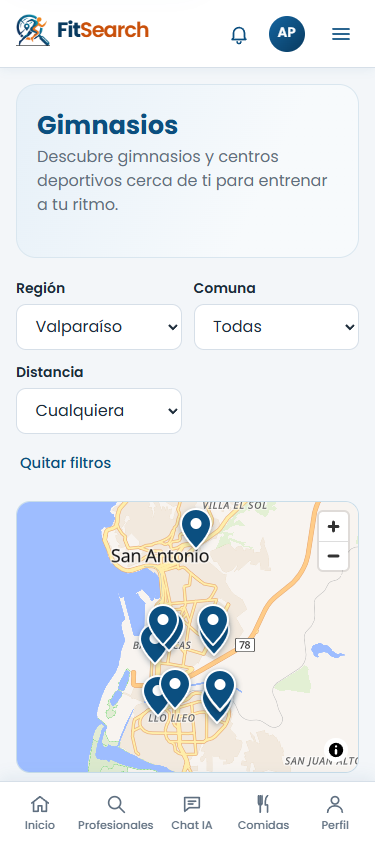 FitSearch
AP
Gimnasios
Descubre gimnasios y centros
deportivos cerca de ti para entrenar
a tu ritmo.
Región
Comuna
Valparaíso
Todas
Distancia
Cualquiera
Quitar filtros
VILLA EL SOL
San Antonio
78
LLO LLEO
SAN JUAN
Inicio
Profesionales
Chat IA
Comidas
Perfil